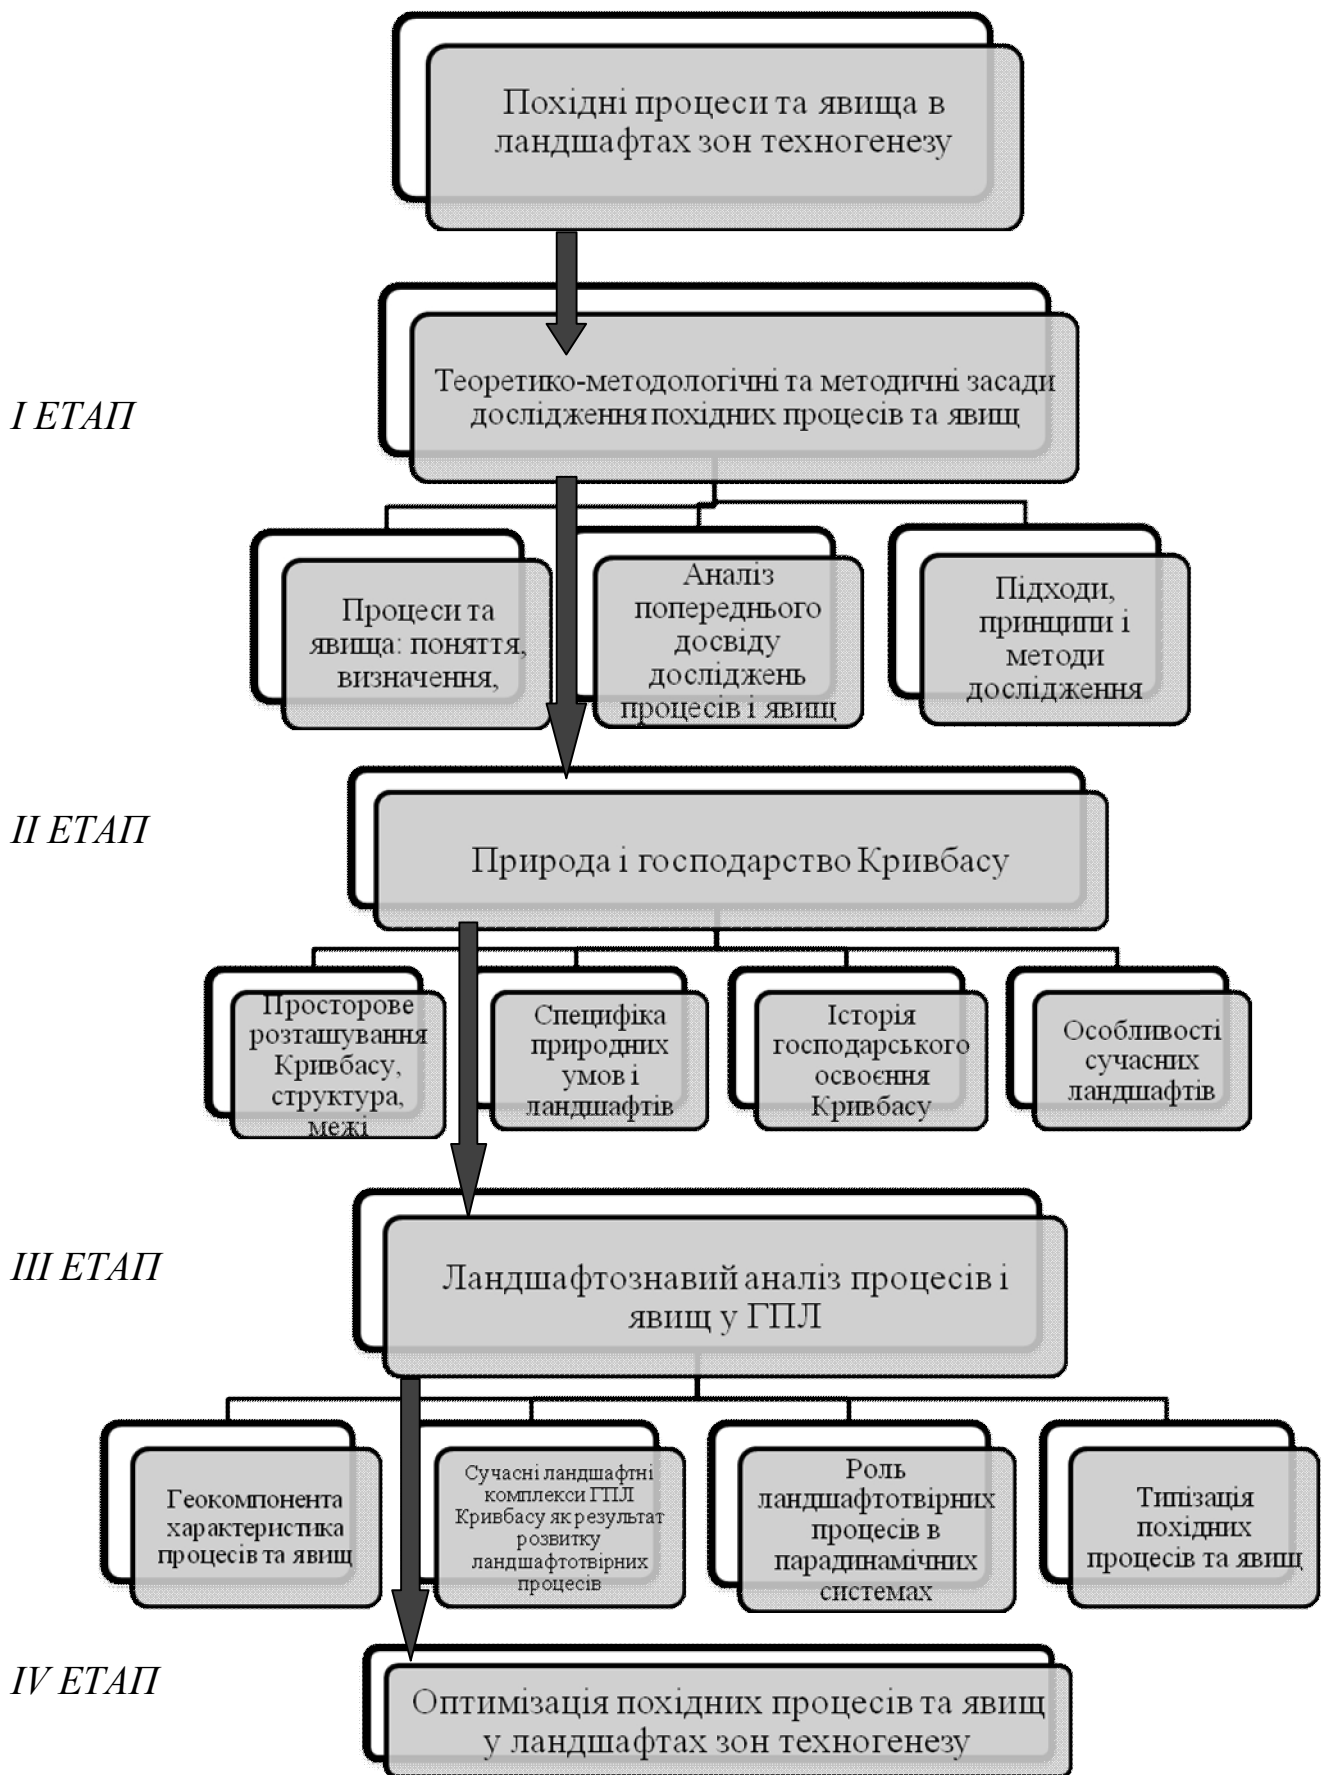 Похідні процеси та явища в
ландшафтах зон техногенезу
І ЕТАП
Теоретико-методологічні та методичні засади
дослідження похідних процесів та явищ
Процеси та
явища: поняття,
визначення,
Аналіз
попереднього
досвіду
досліджень
процесів і явищ
Підходи,
принципи і
методи
дослідження
ІІ ЕТАП
Природа і господарство Кривбасу
Просторове
розташування
Кривбасу,
структура,
межі
Специфіка
природних
умов і
ландшафтів
Історія
господарського
освоєння
Кривбасу
Особливості
сучасних
ландшафтів
ІІІ ЕТАП
Ландшафтознавий аналіз процесів і
явищ у ГПЛ
Геокомпонента
характеристика
процесів та явищ
Сучасні ландшафтні
комплекси ГПЛ
Кривбасу як результат
розвитку
ландшафтотвірних
процесів
Роль
ландшафтотвірних
процесів в
парадинамічних
системах
Типізація
похідних
процесів та явищ
IV ЕТАП
Оптимізація похідних процесів та явищ
у ландшафтах зон техногенезу